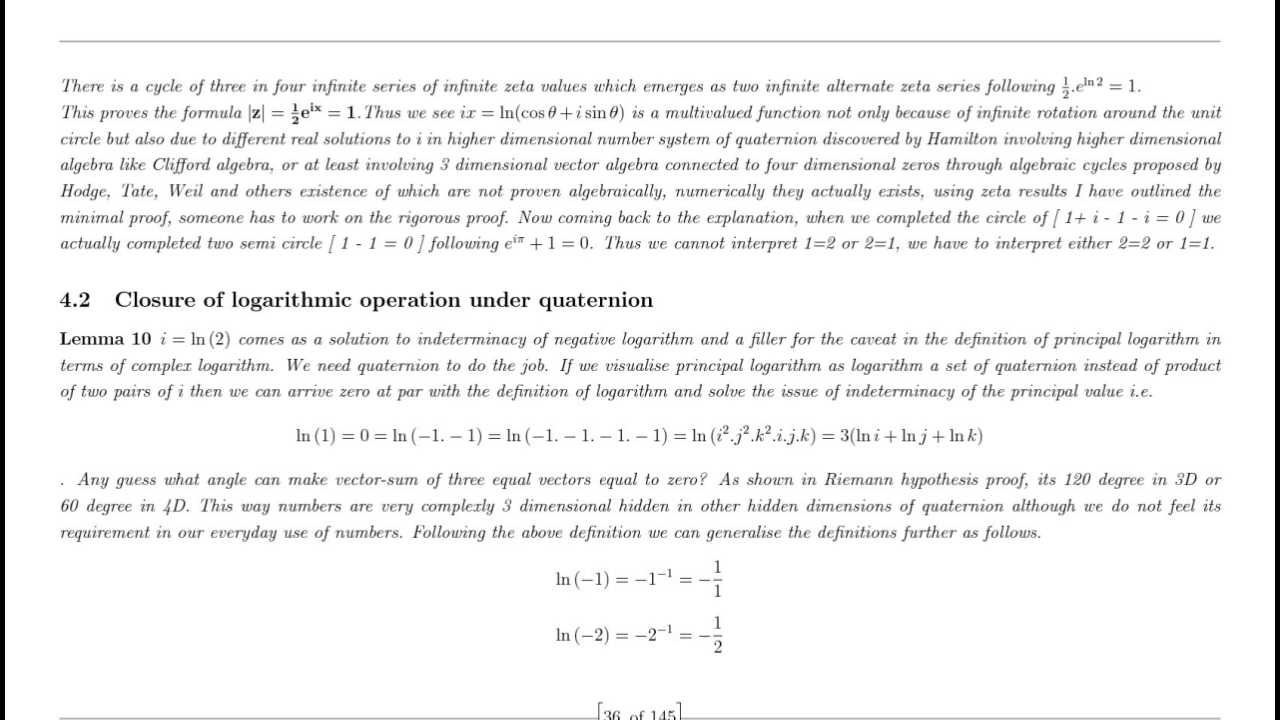 There is a cycle of three in four infinite series of infinite zeta values which emerges as two infinite alternate zeta series following 1/2.e^{ln 2} = 1.
This proves the formula |z| = 1/2e^{ix} = 1.Thus we see ix = ln(cos θ + i sin θ) is a multivalued function not only because of infinite rotation around the unit
circle but also due to different real solutions to i in higher dimensional number system of quaternion discovered by Hamilton involving higher dimensional
algebra like Clifford algebra, or at least involving 3 dimensional vector algebra connected to four dimensional zeros through algebraic cycles proposed by
Hodge, Tate, Weil and others existence of which are not proven algebraically, numerically they actually exists, using zeta results I have outlined the
minimal proof, someone has to work on the rigorous proof. Now coming back to the explanation, when we completed the circle of [ 1+ i - 1 - i = 0 ] we
actually completed two semi circle [ 1 - 1 = 0 ] following e^{iπ} + 1 = 0. Thus we cannot interpret 1=2 or 2=1, we have to interpret either 2=2 or 1=1.
4.2 Closure of logarithmic operation under quaternion
Lemma 10 i = ln (2) comes as a solution to indeterminacy of negative logarithm and a filler for the caveat in the definition of principal logarithm in
terms of complex logarithm. We need quaternion to do the job. If we visualise principal logarithm as logarithm a set of quaternion instead of product
of two pairs of i then we can arrive zero at par with the definition of logarithm and solve the issue of indeterminacy of the principal value i.e.
ln (1) = 0 = ln (−1. − 1) = ln (−1. − 1. − 1. − 1) = ln (i².j².k².i.j.k) = 3(ln i + ln j + ln k)
. Any guess what angle can make vector-sum of three equal vectors equal to zero? As shown in Riemann hypothesis proof, its 120 degree in 3D or
60 degree in 4D. This way numbers are very complexly 3 dimensional hidden in other hidden dimensions of quaternion although we do not feel its
requirement in our everyday use of numbers. Following the above definition we can generalise the definitions further as follows.
ln (−1) = −1⁻¹ = −1/1
ln (−2) = −2⁻¹ = −1/2
[36 of 145]